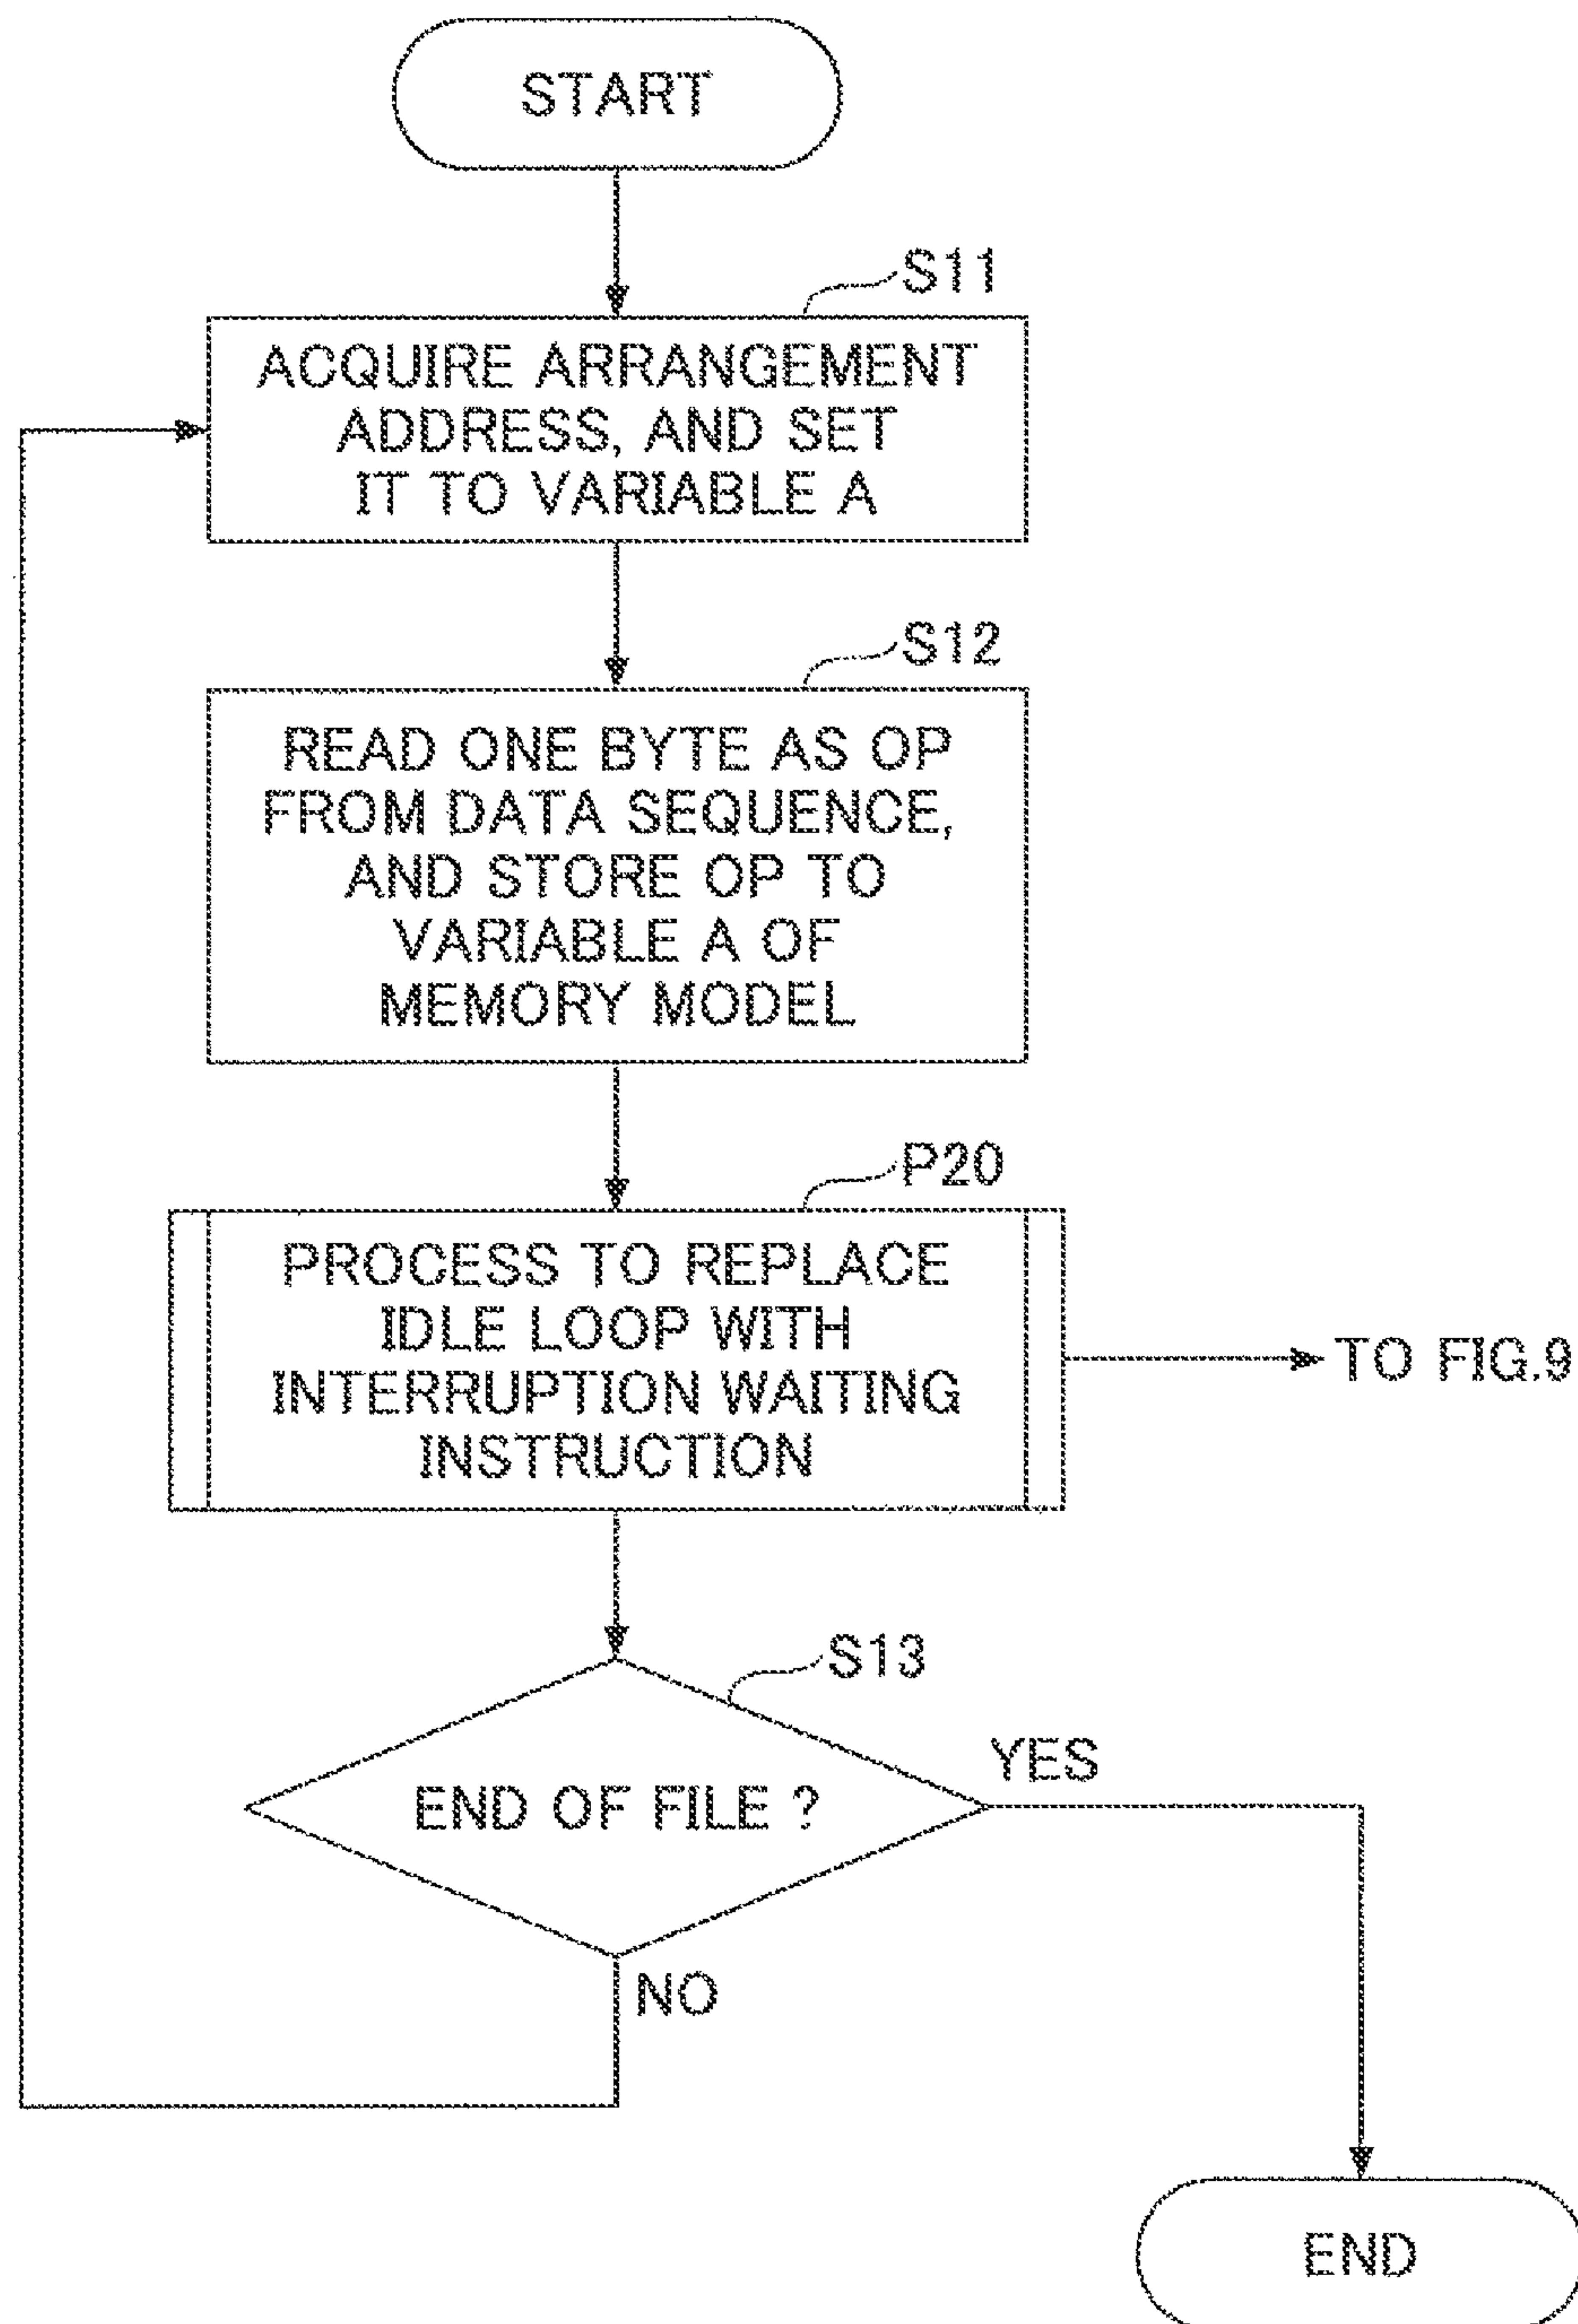 START
S11
ACQUIRE ARRANGEMENT
ADDRESS, AND SET
IT TO VARIABLE A
S12
READ ONE BYTE AS OP
FROM DATA SEQUENCE,
AND STORE OP TO
VARIABLE A OF
MEMORY MODEL
P20
PROCESS TO REPLACE
IDLE LOOP WITH
INTERRUPTION WAITING
INSTRUCTION
TO FIG.9
S13
END OF FILE ?
YES
NO
END